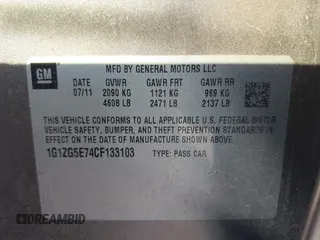 GM
MFD BY GENERAL MOTORS LLC
DATE GVWR GAWR FRT GAWR RR
07/11 2090 KG 1121 KG 969 KG
4608 LB 2471 LB 2137 LB
THIS VEHICLE CONFORMS TO ALL APPLICABLE U.S. FEDERAL
VEHICLE SAFETY, BUMPER, AND THEFT PREVENTION STANDARDS
IN EFFECT ON THE DATE OF MANUFACTURE SHOWN ABOVE.
1G1ZG5E74CF133103 TYPE: PASS CAR
DREAMBID